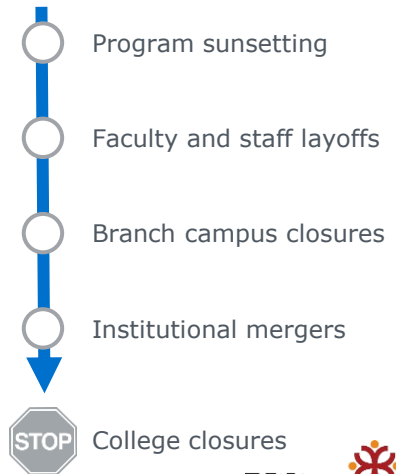 Program sunsetting
Faculty and staff layoffs
Branch campus closures
Institutional mergers
STOP
College closures